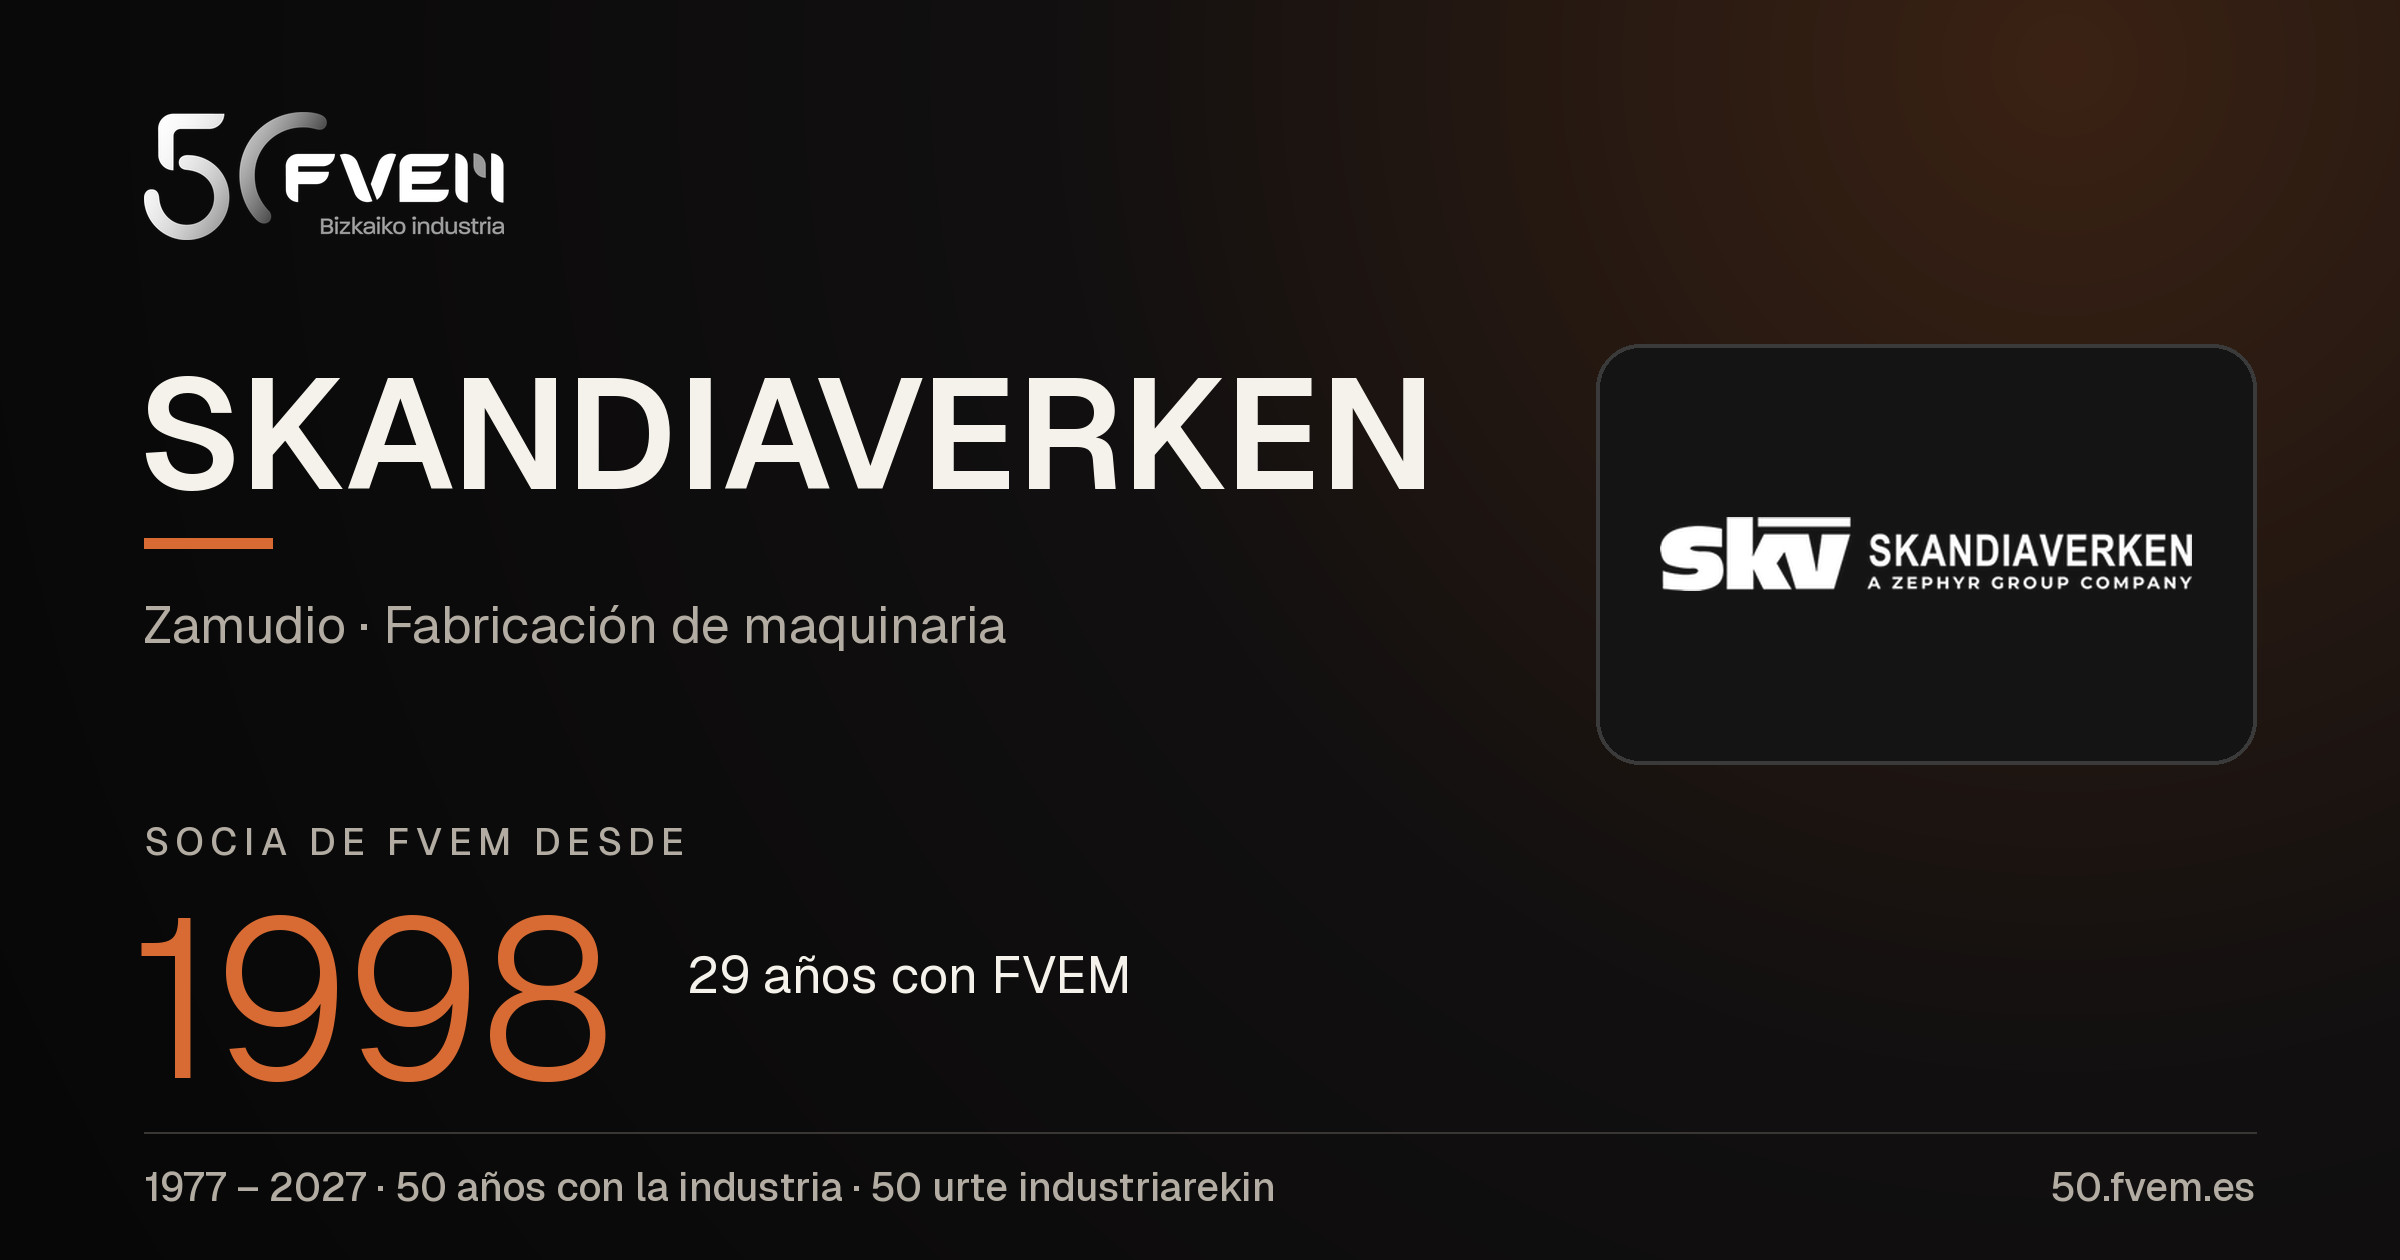 50 FVEM
Bizkaiko industria
SKANDIAVERKEN
Zamudio · Fabricación de maquinaria
skv SKANDIAVERKEN
A ZEPHYR GROUP COMPANY
SOCIA DE FVEM DESDE
1998
29 años con FVEM
1977 – 2027 · 50 años con la industria · 50 urte industriarekin
50.fvem.es